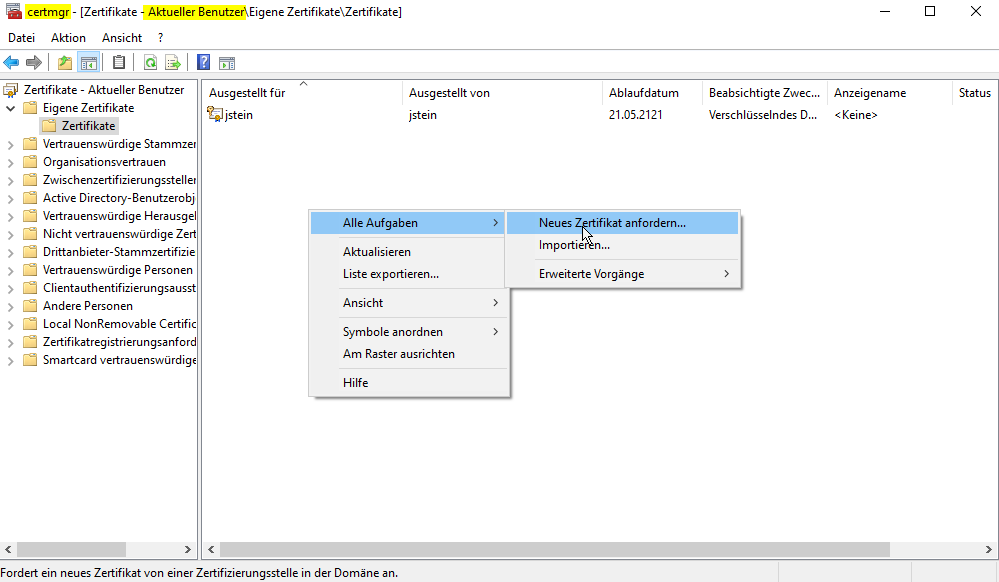 certmgr - [Zertifikate - Aktueller Benutzer\Eigene Zertifikate\Zertifikate]
Datei Aktion Ansicht ?
Zertifikate - Aktueller Benutzer
Eigene Zertifikate
Zertifikate
Vertrauenswürdige Stammzer
Organisationsvertrauen
Zwischenzertifizierungssteller
Active Directory-Benutzerobj
Vertrauenswürdige Herausgel
Nicht vertrauenswürdige Zert
Drittanbieter-Stammzertifizie
Vertrauenswürdige Personen
Clientauthentifizierungsausst
Andere Personen
Local NonRemovable Certific
Zertifikatregistrierungsanford
Smartcard vertrauenswürdige
Ausgestellt für Ausgestellt von Ablaufdatum Beabsichtigte Zwec... Anzeigename Status
jstein jstein 21.05.2121 Verschlüsselndes D... <Keine>
Alle Aufgaben
Aktualisieren
Liste exportieren...
Ansicht
Symbole anordnen
Am Raster ausrichten
Hilfe
Neues Zertifikat anfordern...
Importieren...
Erweiterte Vorgänge
Fordert ein neues Zertifikat von einer Zertifizierungsstelle in der Domäne an.